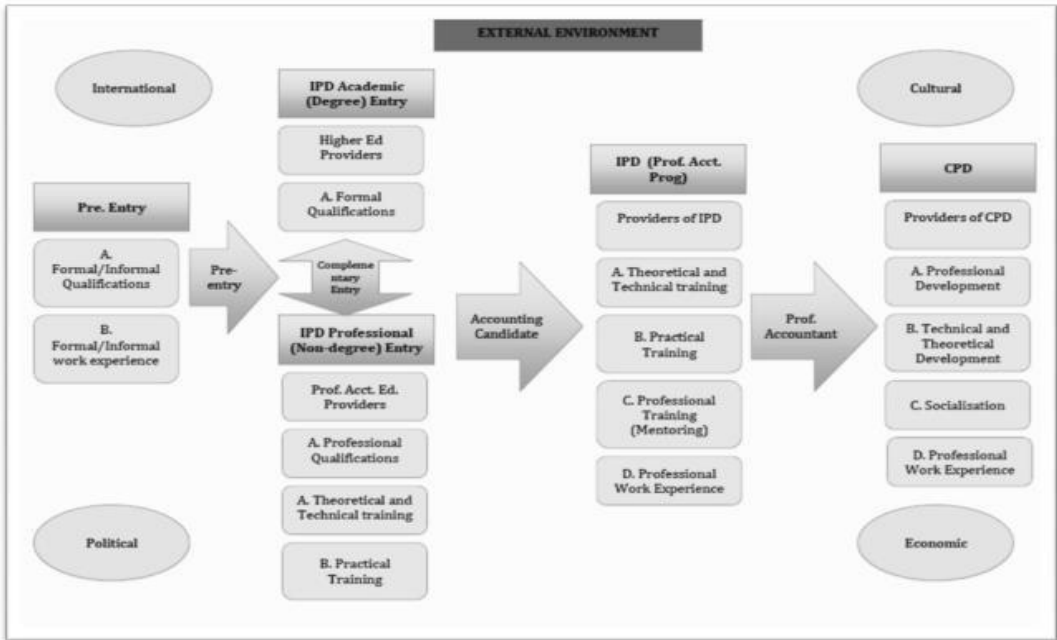 EXTERNAL ENVIRONMENT
International
Cultural
Political
Economic
Pre. Entry
A.
Formal/Informal
Qualifications
B.
Formal/Informal
work experience
Pre-
entry
IPD Academic
(Degree) Entry
Higher Ed
Providers
A. Formal
Qualifications
Compleme
ntary
Entry
IPD Professional
(Non-degree) Entry
Prof. Acct. Ed.
Providers
A. Professional
Qualifications
A. Theoretical and
Technical training
B. Practical
Training
Accounting
Candidate
IPD (Prof. Acct.
Prog)
Providers of IPD
A. Theoretical and
Technical training
B. Practical
Training
C. Professional
Training
(Mentoring)
D. Professional
Work Experience
Prof.
Accountant
CPD
Providers of CPD
A. Professional
Development
B. Technical and
Theoretical
Development
C. Socialisation
D. Professional
Work Experience